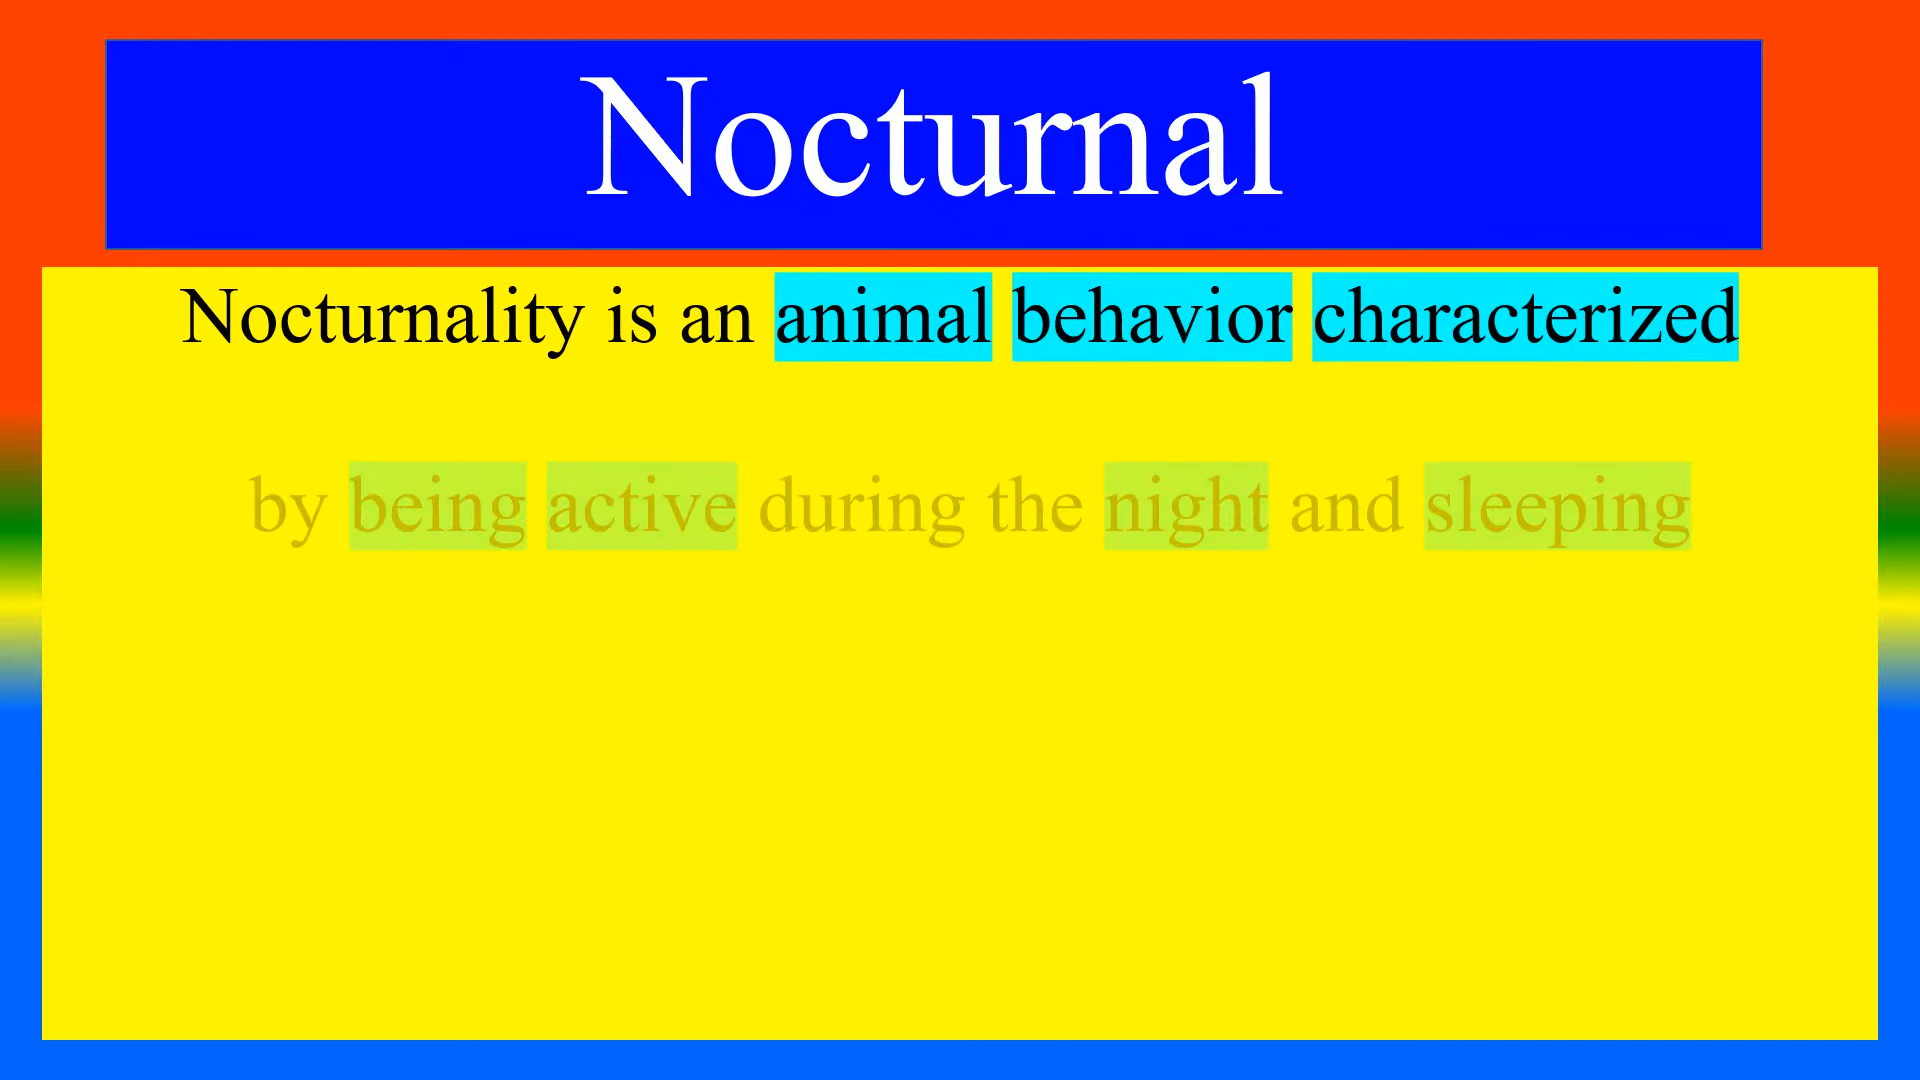 Nocturnal
Nocturnality is an animal behavior characterized
by being active during the night and sleeping